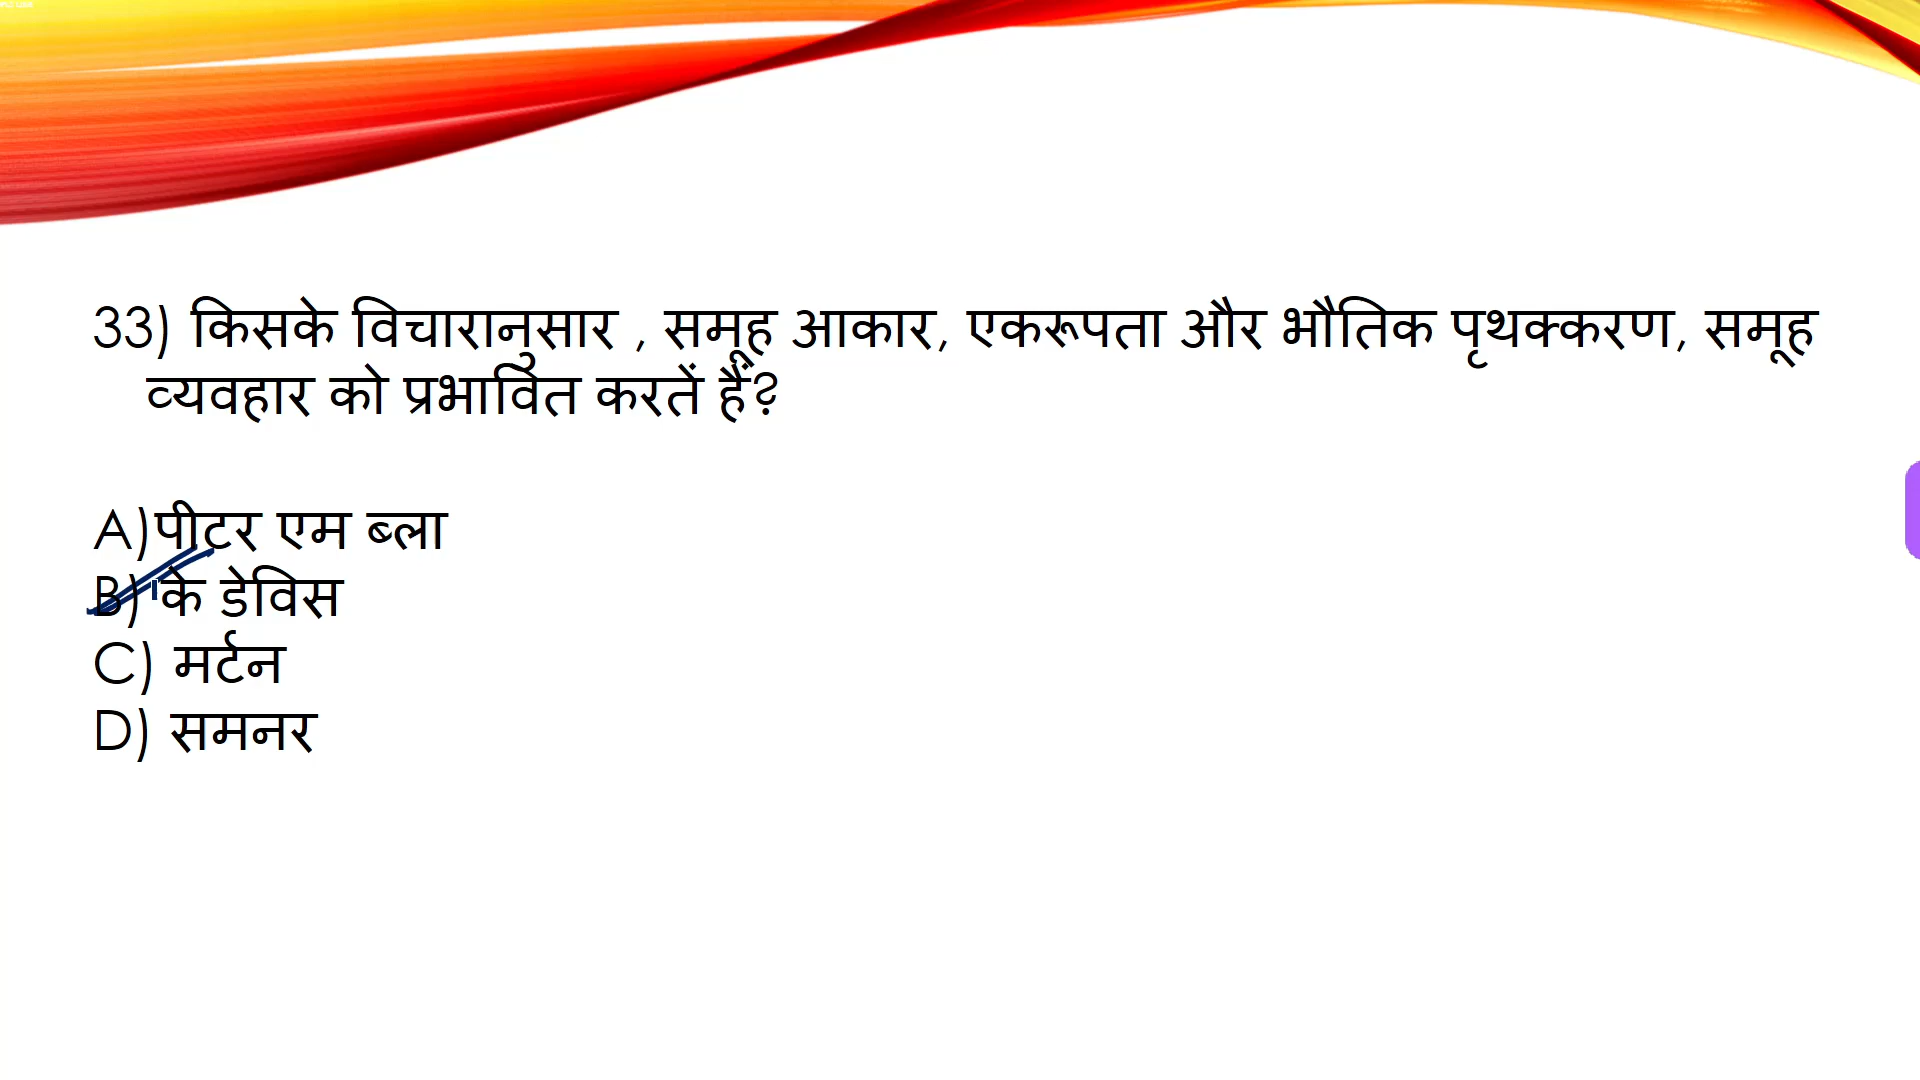 33) किसके विचारानुसार , समूह आकार, एकरूपता और भौतिक पृथक्करण, समूह
व्यवहार को प्रभावित करतें हैं?
A)पीटर एम ब्ला
B) के डेविस
C) मर्टन
D) समनर